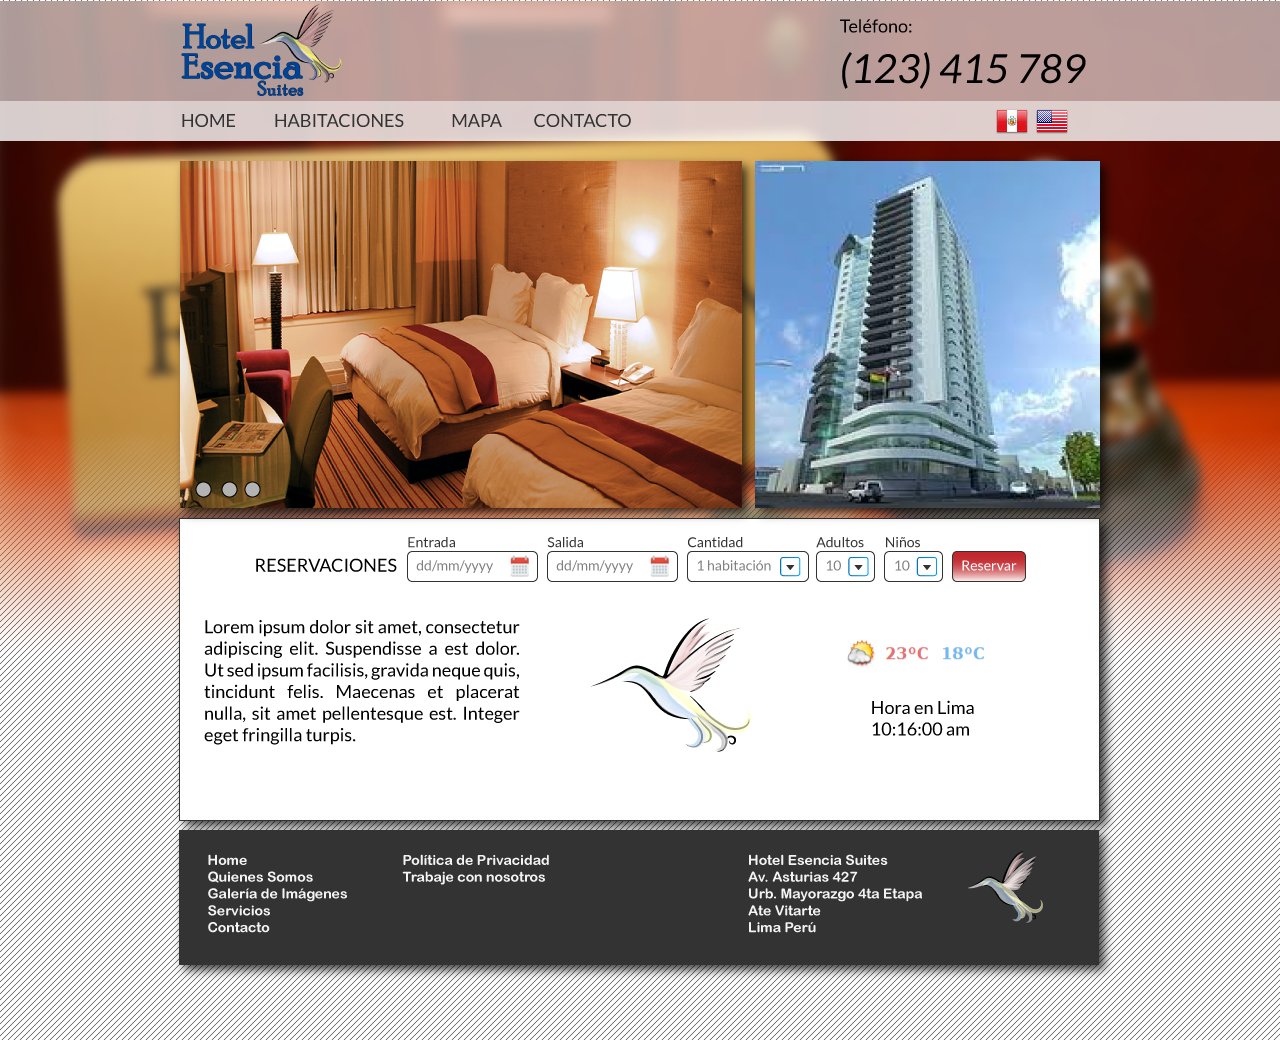 Hotel
Esencia
Suites
Teléfono:
(123) 415 789
HOME HABITACIONES MAPA CONTACTO
Entrada Salida Cantidad Adultos Niños
RESERVACIONES dd/mm/yyyy dd/mm/yyyy 1 habitación 10 10 Reservar
Lorem ipsum dolor sit amet, consectetur
adipiscing elit. Suspendisse a est dolor.
Ut sed ipsum facilisis, gravida neque quis,
tincidunt felis. Maecenas et placerat
nulla, sit amet pellentesque est. Integer
eget fringilla turpis.
23ºC 18ºC
Hora en Lima
10:16:00 am
Home
Quienes Somos
Galería de Imágenes
Servicios
Contacto
Política de Privacidad
Trabaje con nosotros
Hotel Esencia Suites
Av. Asturias 427
Urb. Mayorazgo 4ta Etapa
Ate Vitarte
Lima Perú